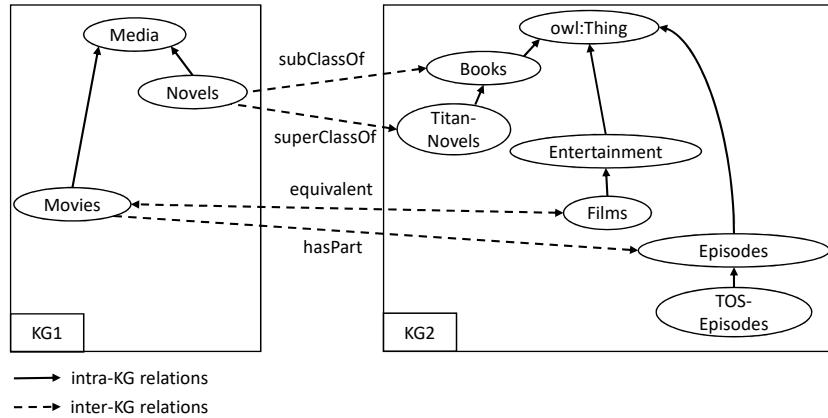 Media
owl:Thing
subClassOf
Books
Novels
Titan-
Novels
superClassOf
Entertainment
equivalent
Movies
Films
hasPart
Episodes
TOS-
Episodes
KG1
KG2
intra-KG relations
inter-KG relations